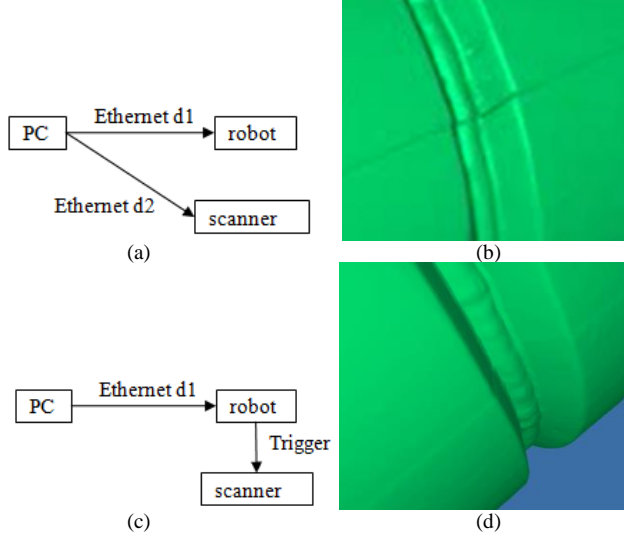 Ethernet d1
PC
robot
Ethernet d2
scanner
(a)
(b)
Ethernet d1
PC
robot
Trigger
scanner
(c)
(d)